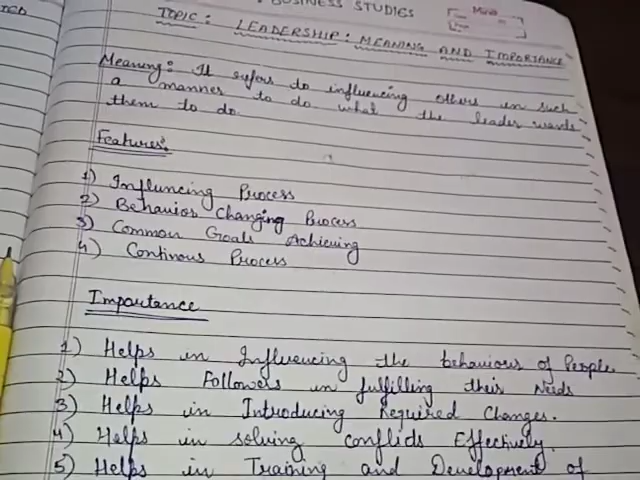 BUSINESS STUDIES
TOPIC: LEADERSHIP: MEANING AND IMPORTANCE
Meaning: It refers to influencing others in such
a manner to do what the leader wants
them to do.
Features:
1) Influncing Process
2) Behavior Changing Process
3) Common Goals Achieving
4) Continous Process
Importance
1) Helps in Influencing the behaviour of People
2) Helps Followers in fulfilling their Needs
3) Helps in Introducing Required Changes.
4) Helps in solving conflicts Effectively.
5) Helps in Training and Development of